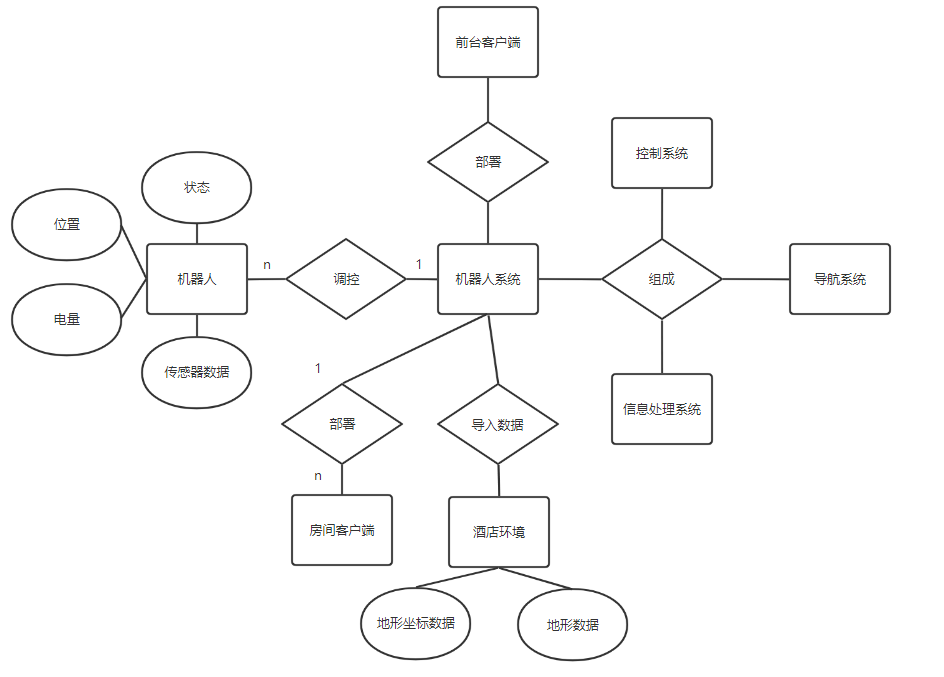 前台客户端
部署
控制系统
状态
位置
机器人
n
调控
1
机器人系统
组成
导航系统
电量
传感器数据
1
部署
导入数据
信息处理系统
n
房间客户端
酒店环境
地形坐标数据
地形数据